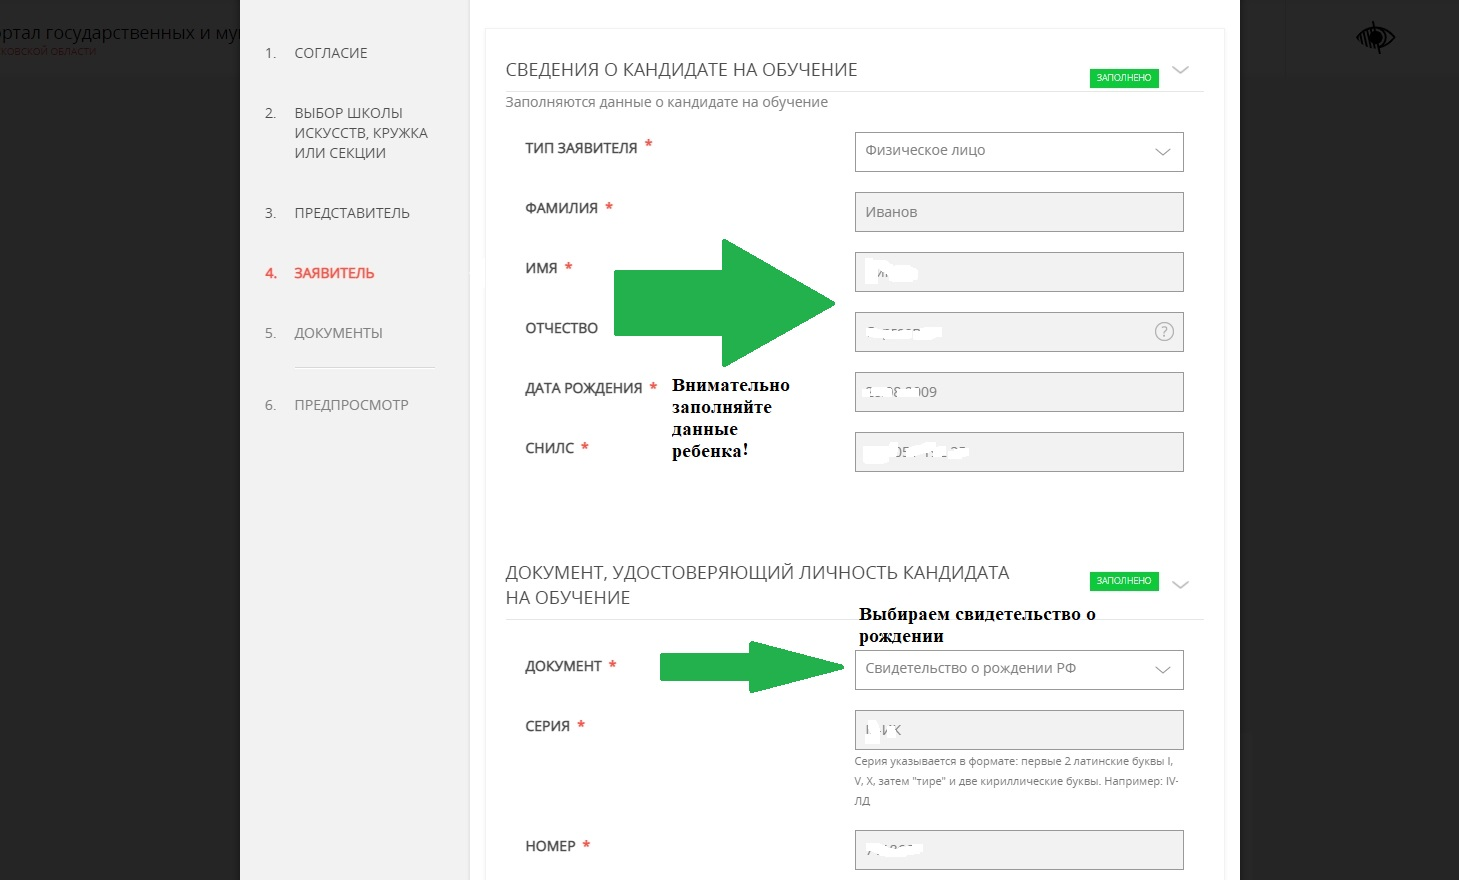 ортал государственных и му
КОВСКОЙ ОБЛАСТИ
1. СОГЛАСИЕ
2. ВЫБОР ШКОЛЫ
ИСКУССТВ, КРУЖКА
ИЛИ СЕКЦИИ
3. ПРЕДСТАВИТЕЛЬ
4. ЗАЯВИТЕЛЬ
5. ДОКУМЕНТЫ
6. ПРЕДПРОСМОТР
СВЕДЕНИЯ О КАНДИДАТЕ НА ОБУЧЕНИЕ
ЗАПОЛНЕНО
Заполняются данные о кандидате на обучение
ТИП ЗАЯВИТЕЛЯ *
Физическое лицо
ФАМИЛИЯ *
Иванов
ИМЯ *
ОТЧЕСТВО
?
ДАТА РОЖДЕНИЯ *
СНИЛС *
Внимательно
заполняйте
данные
ребенка!
ДОКУМЕНТ, УДОСТОВЕРЯЮЩИЙ ЛИЧНОСТЬ КАНДИДАТА
НА ОБУЧЕНИЕ
ЗАПОЛНЕНО
Выбираем свидетельство о
рождении
ДОКУМЕНТ *
Свидетельство о рождении РФ
СЕРИЯ *
Серия указывается в формате: первые 2 латинские буквы I,
V, X, затем "тире" и две кириллические буквы. Например: IV-
ЛД
НОМЕР *